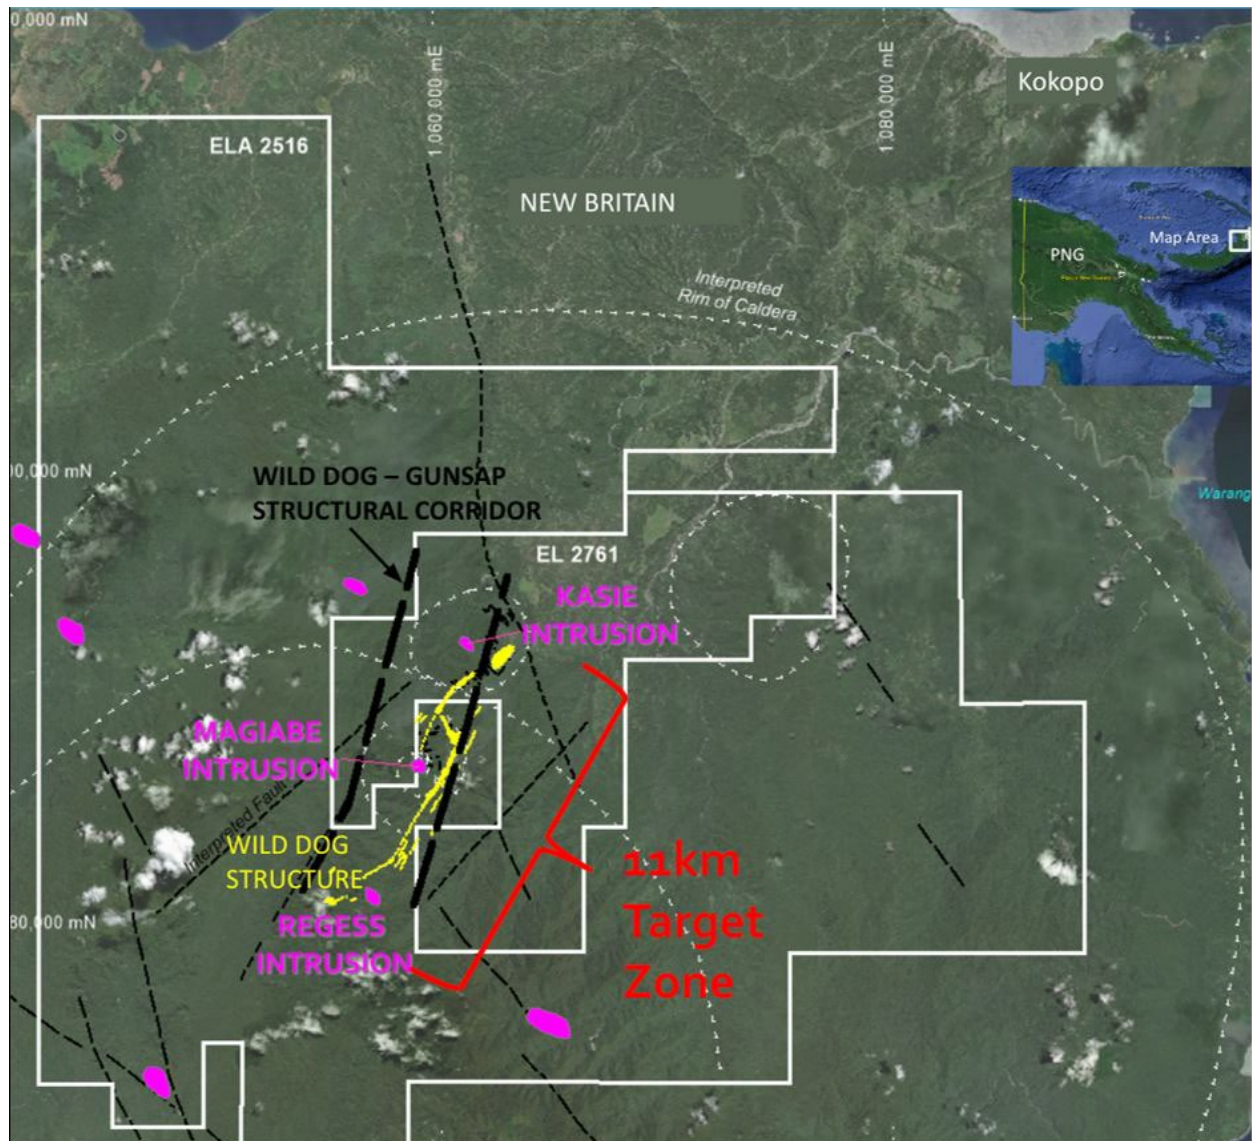 0,000 mN
1,060,000 mE
1,080,000 mE
Kokopo
ELA 2516
NEW BRITAIN
Map Area
PNG
Interpreted
Rim of Caldera
00,000 mN
WILD DOG – GUNSAP
STRUCTURAL CORRIDOR
Warang
EL 2761
KASIE
INTRUSION
MAGIABE
INTRUSION
Interpreted Fault
WILD DOG
STRUCTURE
11km
Target
Zone
80,000 mN
REGESS
INTRUSION